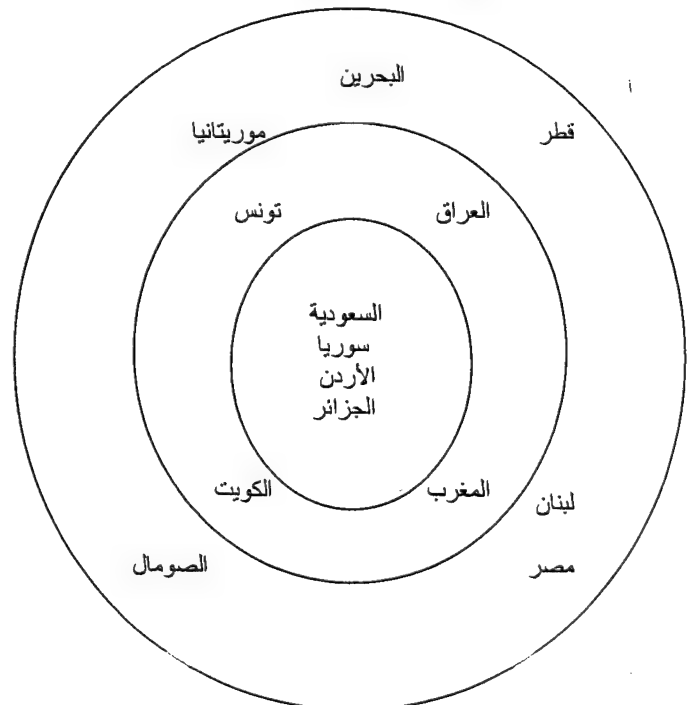 البحرين
موريتانيا
قطر
تونس
العراق
السعودية
سوريا
الأردن
الجزائر
الكويت
المغرب
لبنان
الصومال
مصر